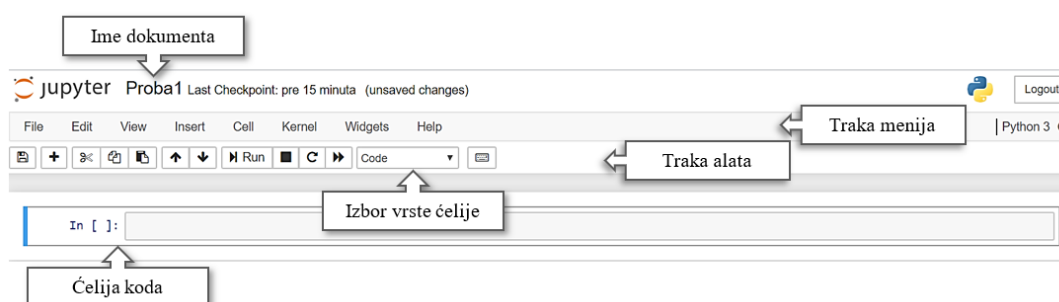 Ime dokumenta
jupyter Proba1 Last Checkpoint: pre 15 minuta (unsaved changes)
Logout
File Edit View Insert Cell Kernel Widgets Help
Traka menija
Python 3
Run Code
Traka alata
Izbor vrste ćelije
In [ ]:
Ćelija koda